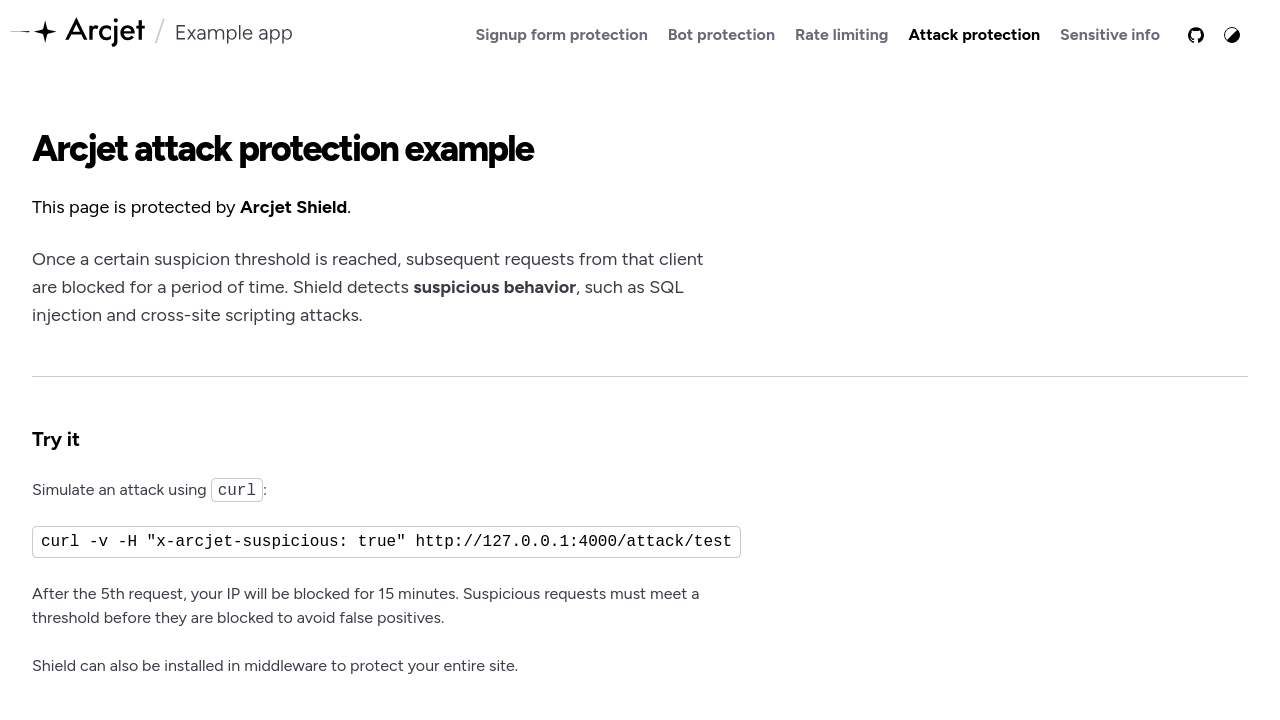 Arcjet / Example app
Signup form protection
Bot protection
Rate limiting
Attack protection
Sensitive info
Arcjet attack protection example
This page is protected by Arcjet Shield.
Once a certain suspicion threshold is reached, subsequent requests from that client
are blocked for a period of time. Shield detects suspicious behavior, such as SQL
injection and cross-site scripting attacks.
Try it
Simulate an attack using curl:
curl -v -H "x-arcjet-suspicious: true" http://127.0.0.1:4000/attack/test
After the 5th request, your IP will be blocked for 15 minutes. Suspicious requests must meet a
threshold before they are blocked to avoid false positives.
Shield can also be installed in middleware to protect your entire site.